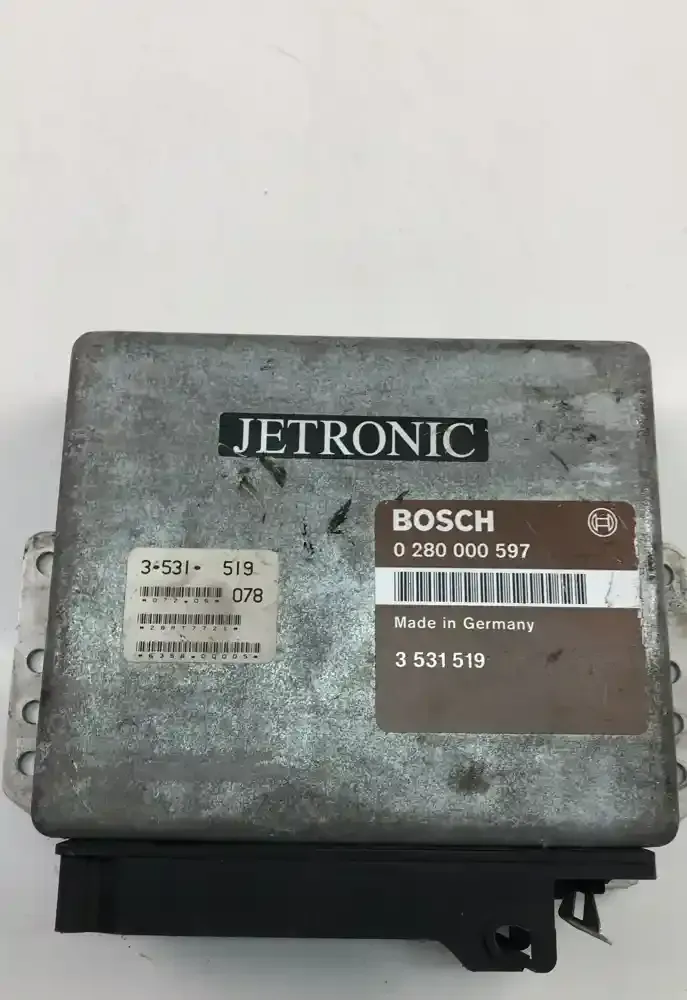 JETRONIC
BOSCH
0 280 000 597
Made in Germany
3 531 519
3•531• 519
078